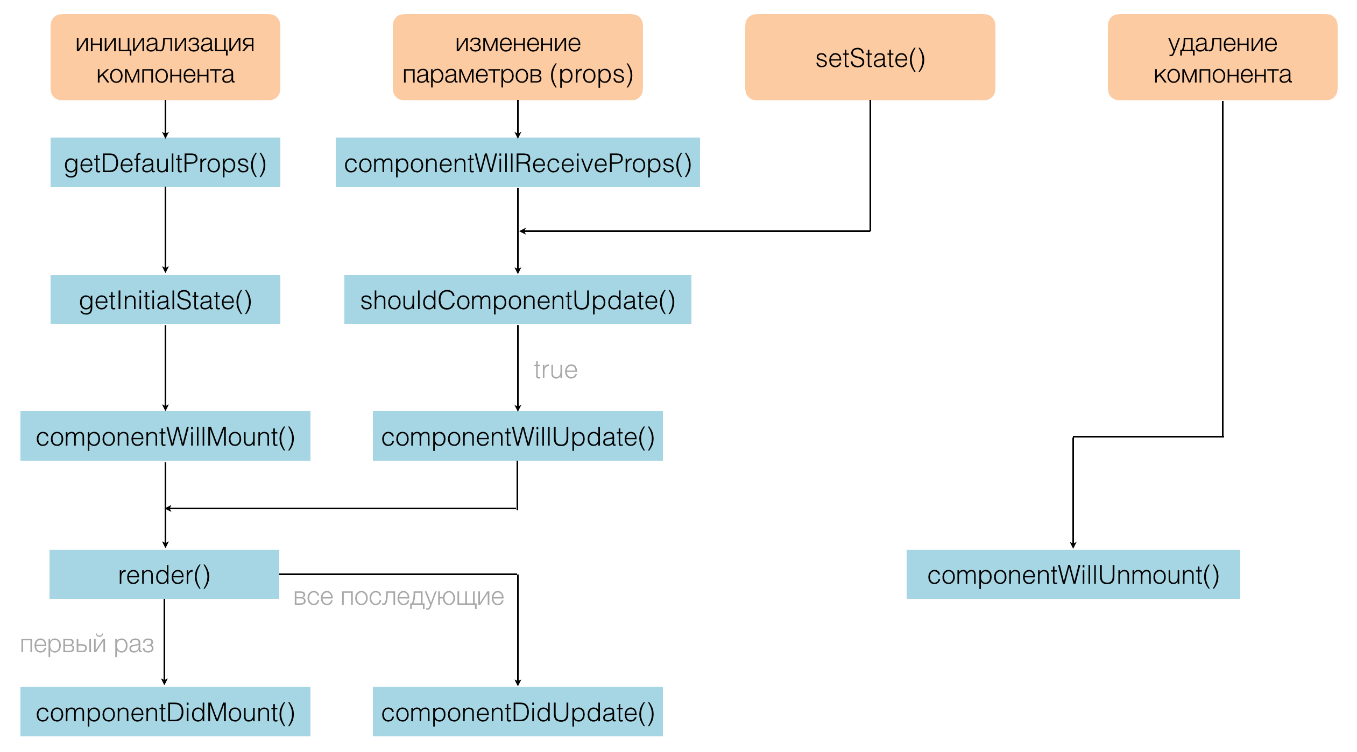 инициализация
компонента
изменение
параметров (props)
setState()
удаление
компонента
getDefaultProps()
componentWillReceiveProps()
getInitialState()
shouldComponentUpdate()
true
componentWillMount()
componentWillUpdate()
render()
все последующие
componentWillUnmount()
первый раз
componentDidMount()
componentDidUpdate()